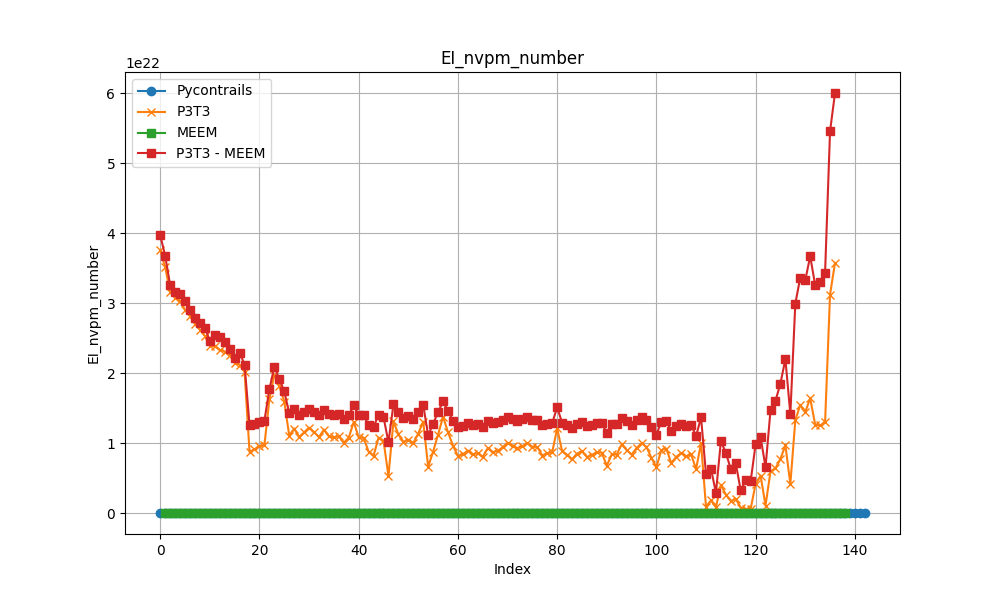 EI_nvpm_number
1e22
Pycontrails
P3T3
MEEM
P3T3 - MEEM
6
5
4
3
2
1
0
EI_nvpm_number
0 20 40 60 80 100 120 140
Index